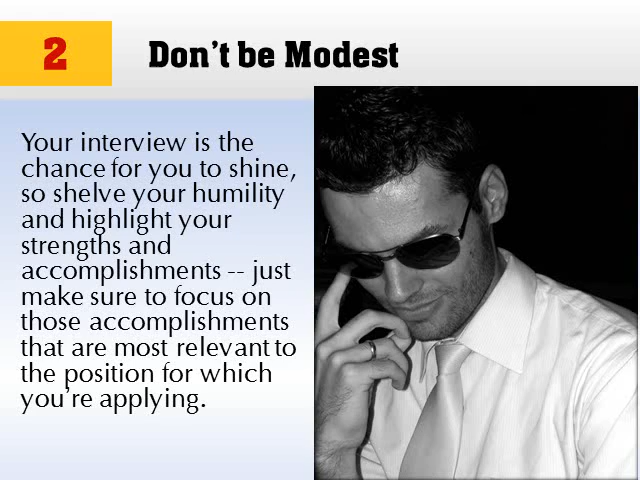 2
Don't be Modest
Your interview is the
chance for you to shine,
so shelve your humility
and highlight your
strengths and
accomplishments -- just
make sure to focus on
those accomplishments
that are most relevant to
the position for which
you're applying.